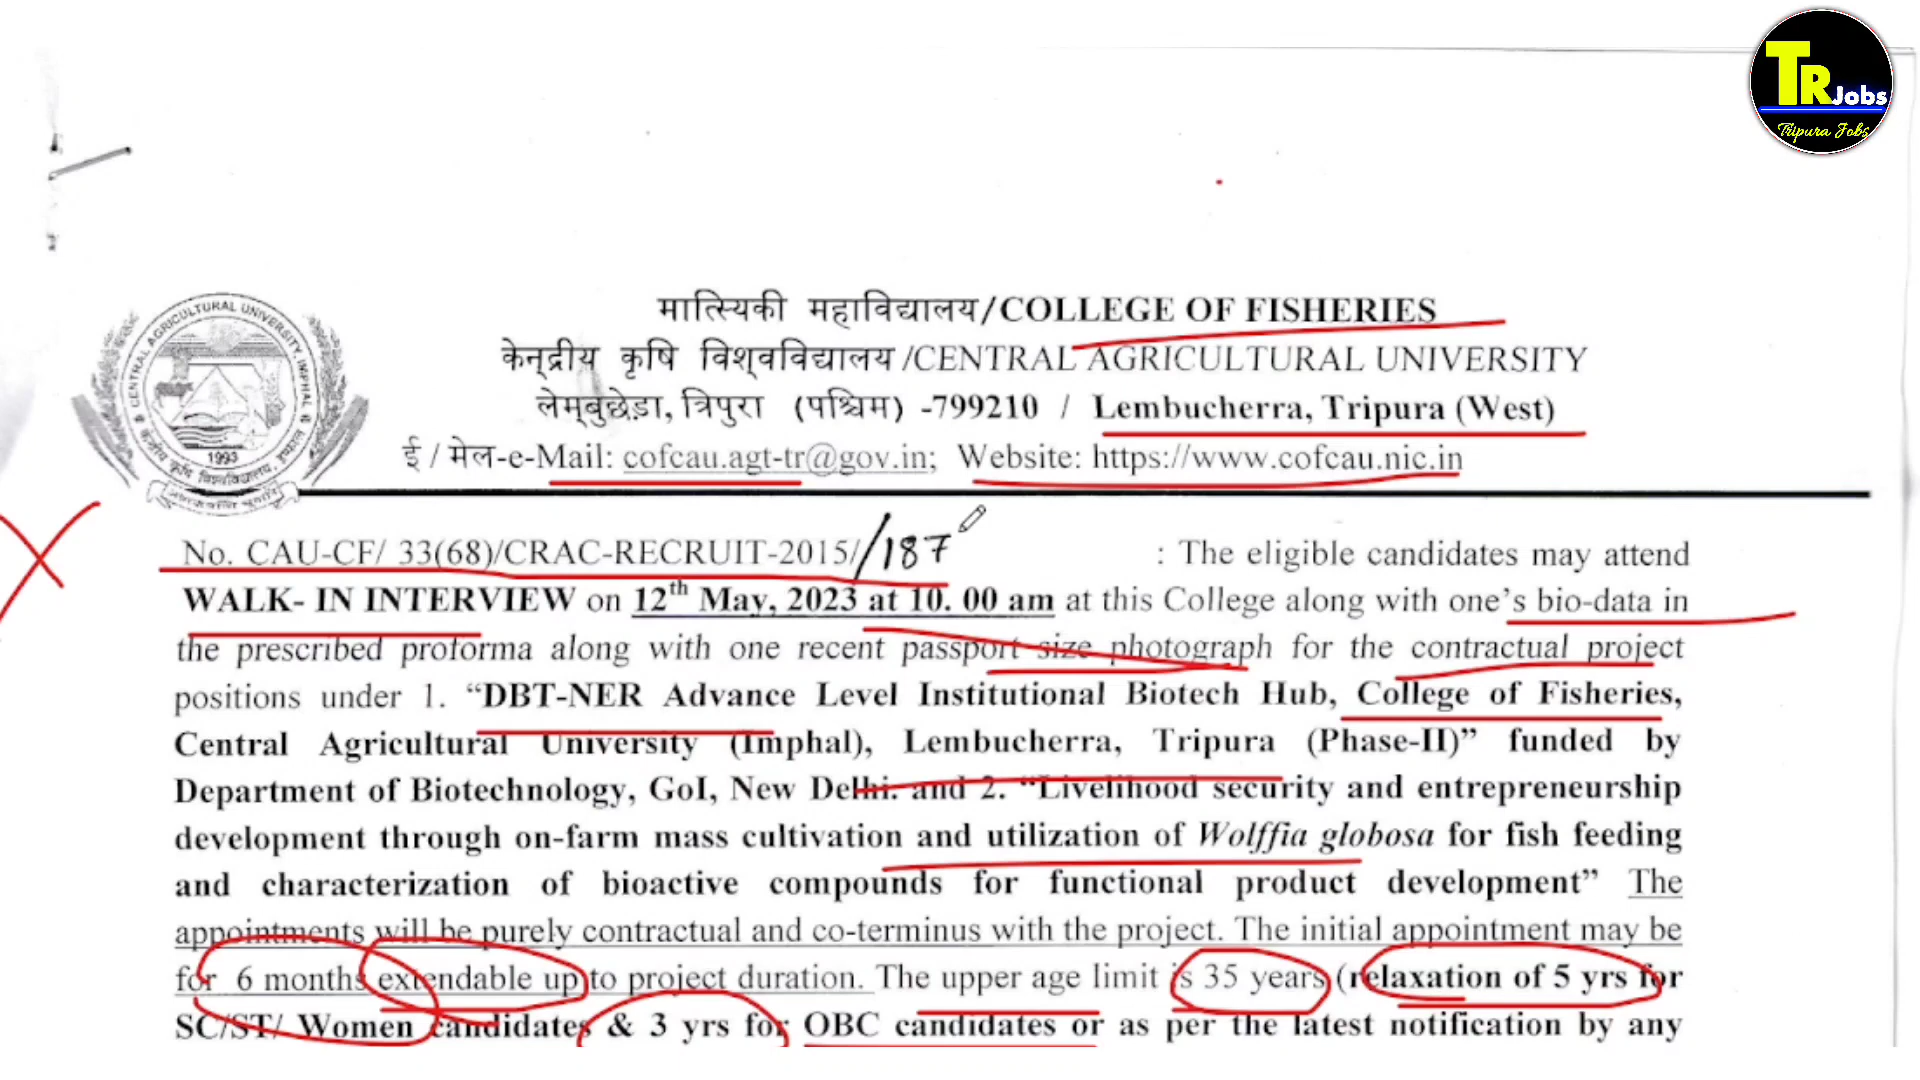 TR Jobs
Tripura Jobs
CENTRAL AGRICULTURAL UNIVERSITY, IMPHAL
1993
मात्स्यिकी महाविद्यालय/COLLEGE OF FISHERIES
केन्द्रीय कृषि विश्वविद्यालय /CENTRAL AGRICULTURAL UNIVERSITY
लेम्बुछेड़ा, त्रिपुरा (पश्चिम) -799210 / Lembucherra, Tripura (West)
ई / मेल-e-Mail: cofcau.agt-tr@gov.in; Website: https://www.cofcau.nic.in
No. CAU-CF/ 33(68)/CRAC-RECRUIT-2015//187 : The eligible candidates may attend
WALK- IN INTERVIEW on 12th May, 2023 at 10. 00 am at this College along with one's bio-data in
the prescribed proforma along with one recent passport size photograph for the contractual project
positions under 1. “DBT-NER Advance Level Institutional Biotech Hub, College of Fisheries,
Central Agricultural University (Imphal), Lembucherra, Tripura (Phase-II)” funded by
Department of Biotechnology, GoI, New Delhi. and 2. “Livelihood security and entrepreneurship
development through on-farm mass cultivation and utilization of Wolffia globosa for fish feeding
and characterization of bioactive compounds for functional product development” The
appointments will be purely contractual and co-terminus with the project. The initial appointment may be
for 6 months extendable up to project duration. The upper age limit is 35 years (relaxation of 5 yrs for
SC/ST/ Women candidates & 3 yrs for OBC candidates or as per the latest notification by any